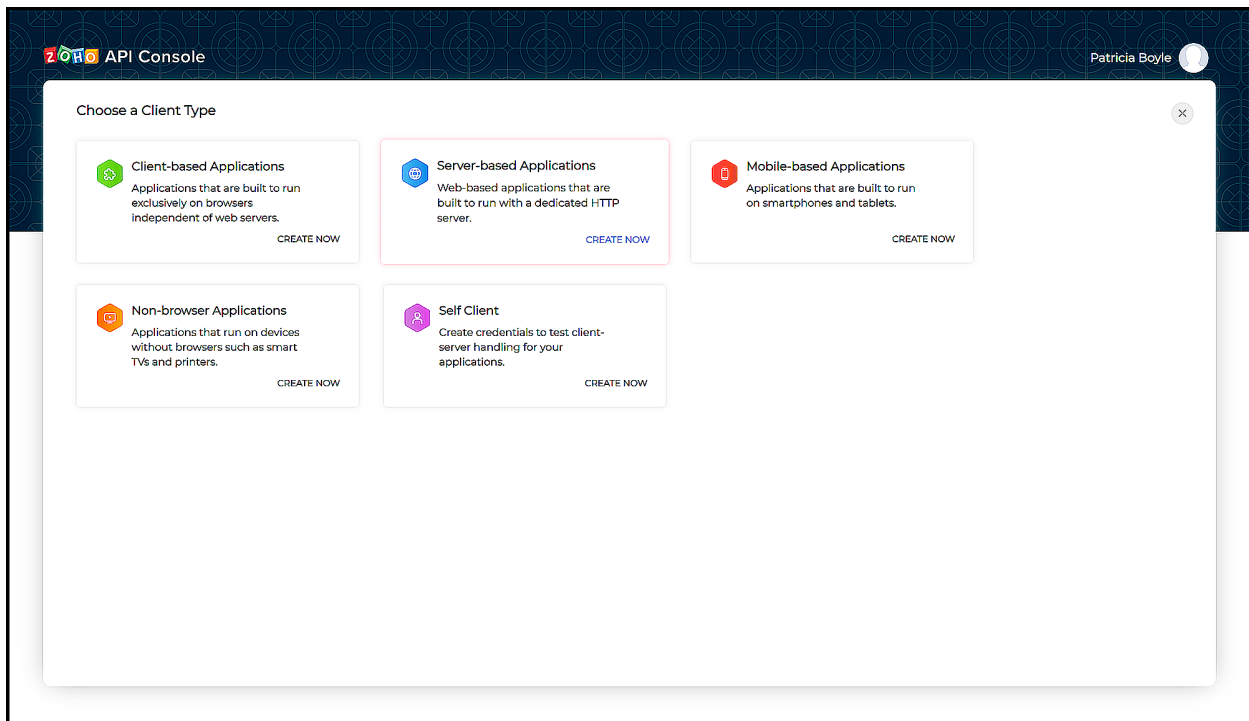 ZOHO API Console
Patricia Boyle
Choose a Client Type
Client-based Applications
Applications that are built to run
exclusively on browsers
independent of web servers.
CREATE NOW
Server-based Applications
Web-based applications that are
built to run with a dedicated HTTP
server.
CREATE NOW
Mobile-based Applications
Applications that are built to run
on smartphones and tablets.
CREATE NOW
Non-browser Applications
Applications that run on devices
without browsers such as smart
TVs and printers.
CREATE NOW
Self Client
Create credentials to test client-
server handling for your
applications.
CREATE NOW